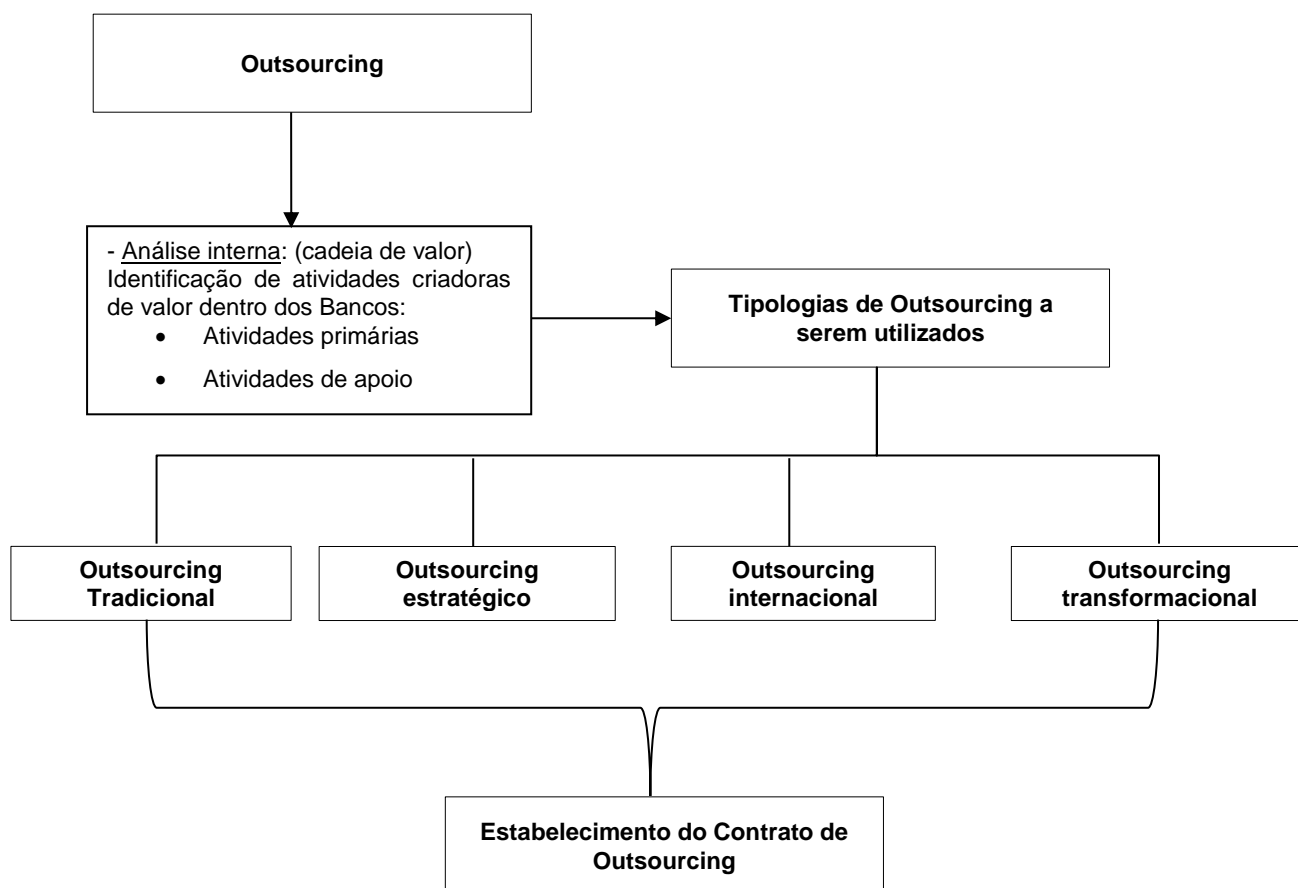 Outsourcing
- Análise interna: (cadeia de valor)
Identificação de atividades criadoras
de valor dentro dos Bancos:
• Atividades primárias
• Atividades de apoio
Tipologias de Outsourcing a
serem utilizados
Outsourcing
Tradicional
Outsourcing
estratégico
Outsourcing
internacional
Outsourcing
transformacional
Estabelecimento do Contrato de
Outsourcing